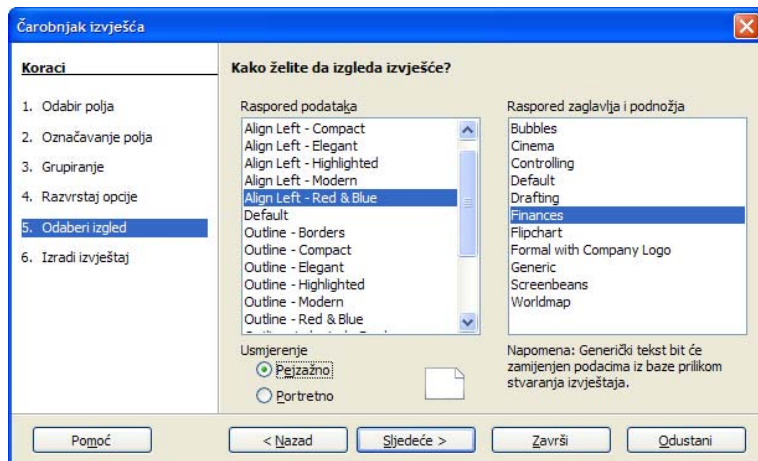 Čarobnjak izvješća
Koraci
1. Odabir polja
2. Označavanje polja
3. Grupiranje
4. Razvrstaj opcije
5. Odaberi izgled
6. Izradi izvještaj
Kako želite da izgleda izvješće?
Raspored podataka
Align Left - Compact
Align Left - Elegant
Align Left - Highlighted
Align Left - Modern
Align Left - Red & Blue
Default
Outline - Borders
Outline - Compact
Outline - Elegant
Outline - Highlighted
Outline - Modern
Outline - Red & Blue
Usmjerenje
Pejzažno
Portretno
Raspored zaglavlja i podnožja
Bubbles
Cinema
Controlling
Default
Drafting
Finances
Flipchart
Formal with Company Logo
Generic
Screenbeans
Worldmap
Napomena: Generički tekst bit će
zamijenjen podacima iz baze prilikom
stvaranja izvještaja.
Pomoć
< Nazad
Sljedeće >
Završi
Odustani